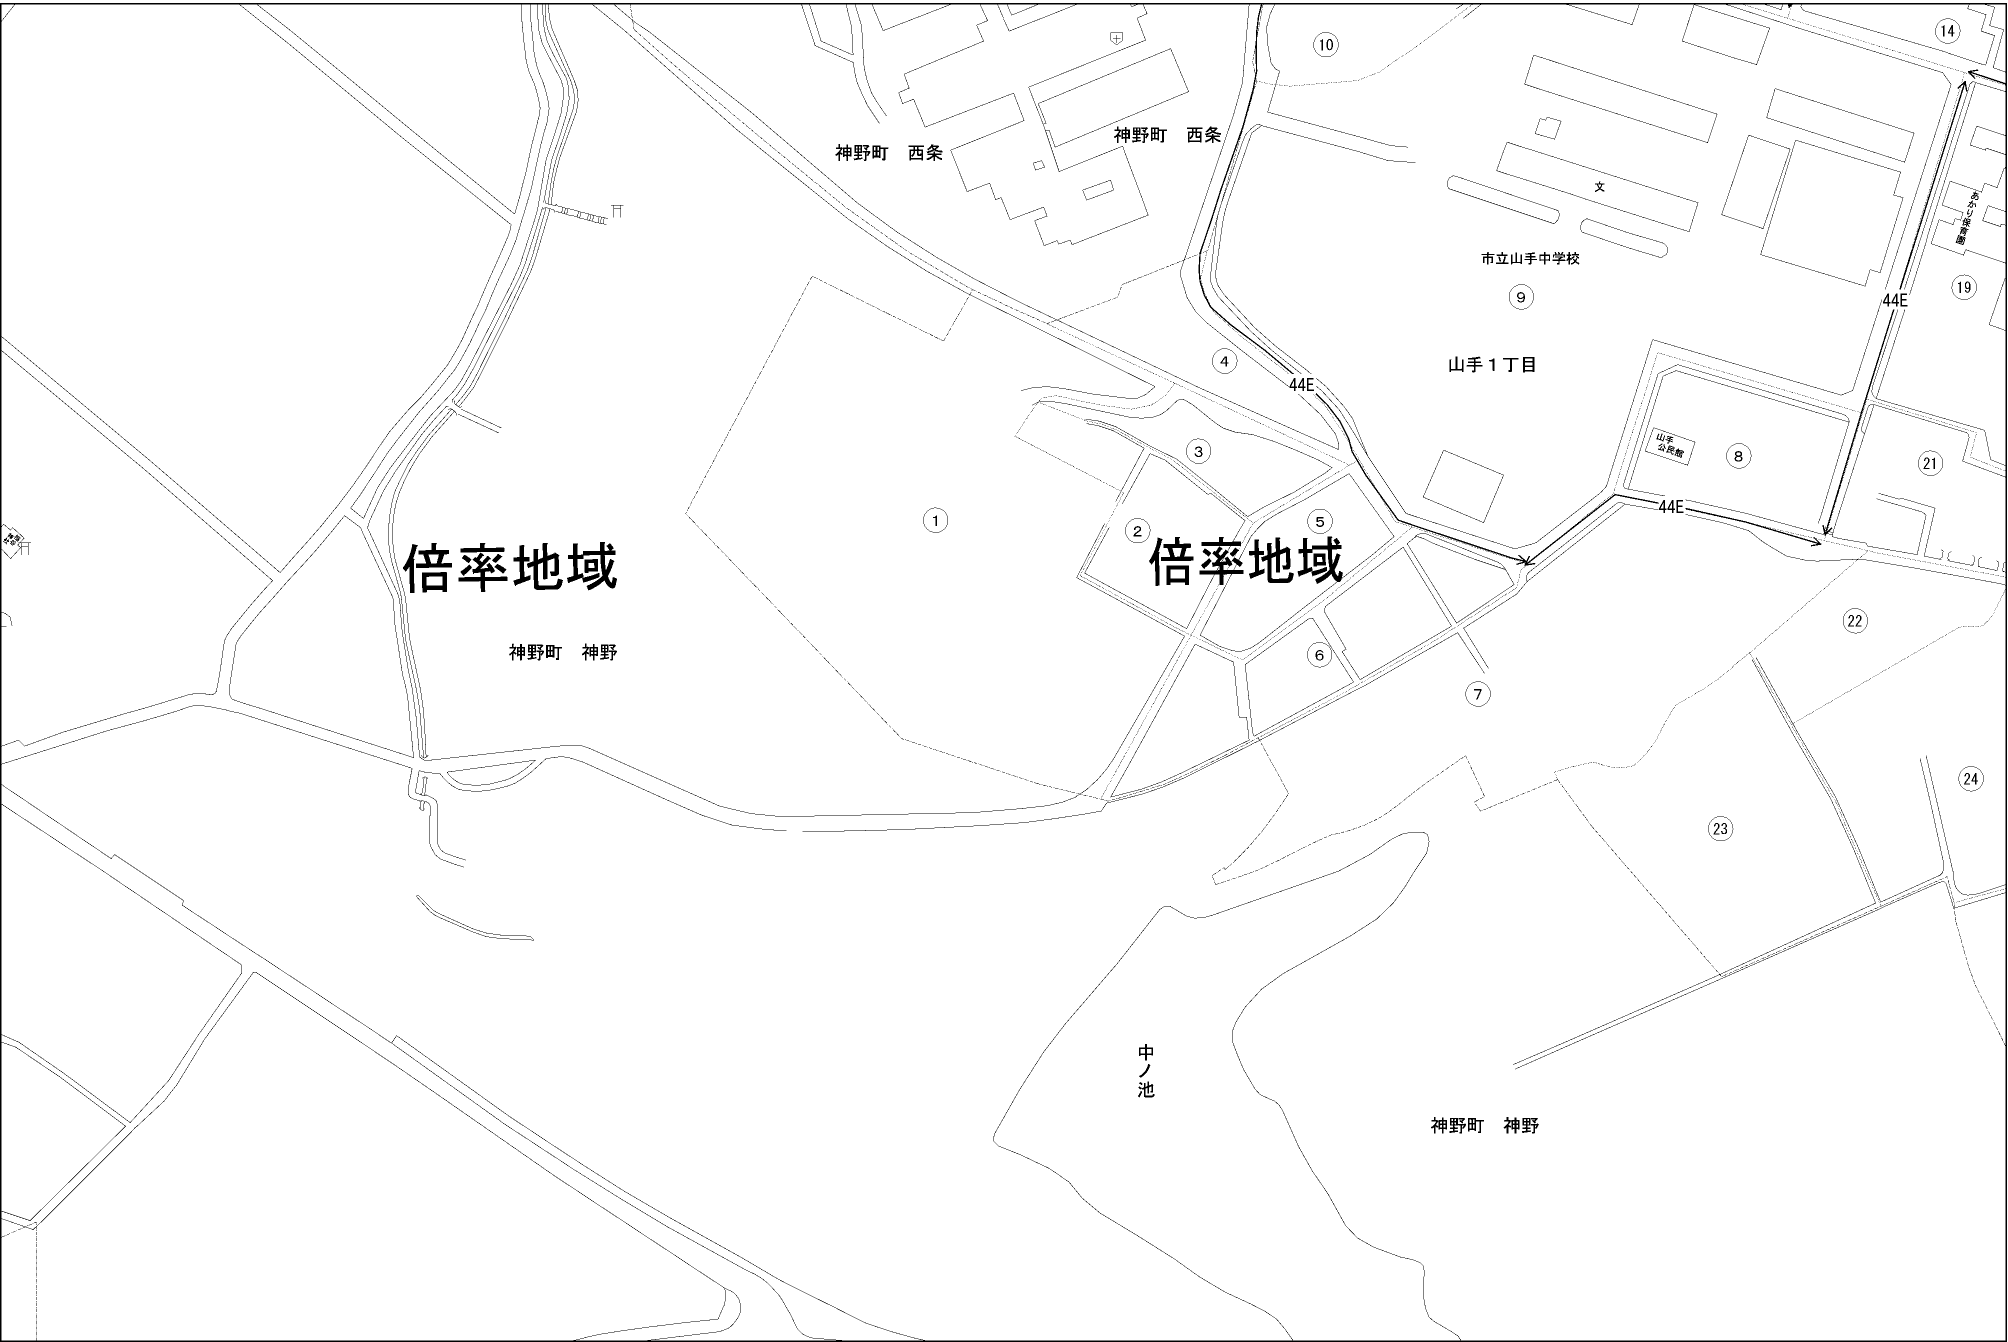 10
14
神野町　西条
神野町　西条
文
あかり保育園
市立山手中学校
9
19
44E
4
山手１丁目
44E
3
山手
公民館
8
21
1
2
5
44E
倍率地域
倍率地域
22
神野町　神野
6
7
24
23
中ノ池
神野町　神野